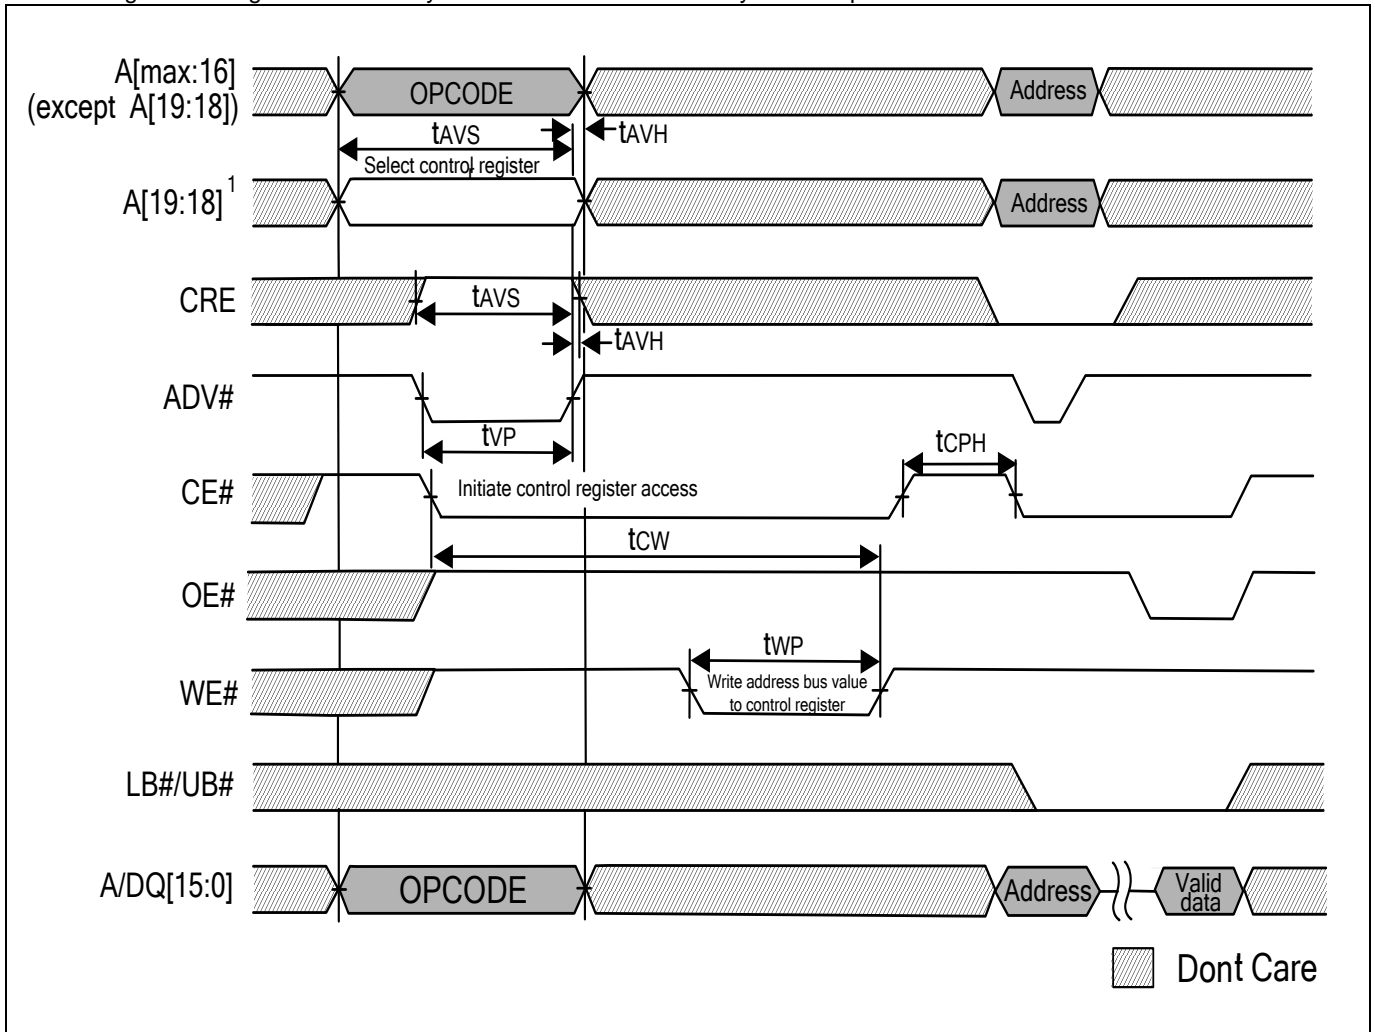 A[max:16]
(except A[19:18])
OPCODE
Address
tAVS
tAVH
Select control register
A[19:18] 1
Address
CRE
tAVS
tAVH
ADV#
tVP
tCPH
CE#
Initiate control register access
tCW
OE#
tWP
WE#
Write address bus value
to control register
LB#/UB#
A/DQ[15:0]
OPCODE
Address
Valid
data
Dont Care